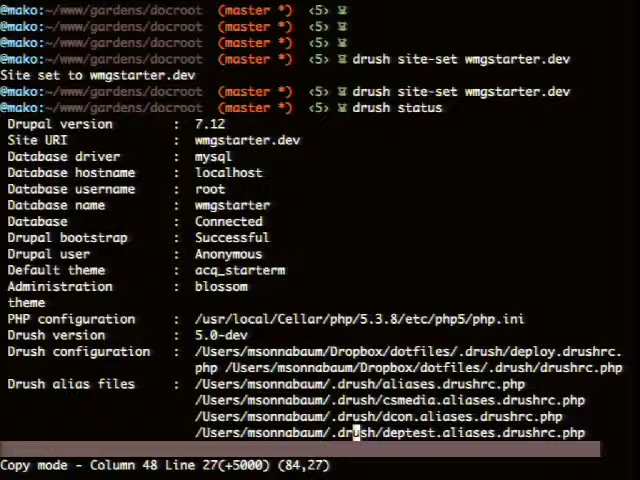 @mako:~/www/gardens/docroot (master *) <5>
@mako:~/www/gardens/docroot (master *) <5>
@mako:~/www/gardens/docroot (master *) <5>
@mako:~/www/gardens/docroot (master *) <5> drush site-set wmgstarter.dev
Site set to wmgstarter.dev
@mako:~/www/gardens/docroot (master *) <5> drush site-set wmgstarter.dev
@mako:~/www/gardens/docroot (master *) <5> drush status
Drupal version : 7.12
Site URI : wmgstarter.dev
Database driver : mysql
Database hostname : localhost
Database username : root
Database name : wmgstarter
Database : Connected
Drupal bootstrap : Successful
Drupal user : Anonymous
Default theme : acq_starterm
Administration : blossom
theme
PHP configuration : /usr/local/Cellar/php/5.3.8/etc/php5/php.ini
Drush version : 5.0-dev
Drush configuration : /Users/msonnabaum/Dropbox/dotfiles/.drush/deploy.drushrc.
php /Users/msonnabaum/Dropbox/dotfiles/.drush/drushrc.php
Drush alias files : /Users/msonnabaum/.drush/aliases.drushrc.php
/Users/msonnabaum/.drush/csmedia.aliases.drushrc.php
/Users/msonnabaum/.drush/dcon.aliases.drushrc.php
/Users/msonnabaum/.drush/deptest.aliases.drushrc.php
Copy mode - Column 48 Line 27(+5000) (84,27)